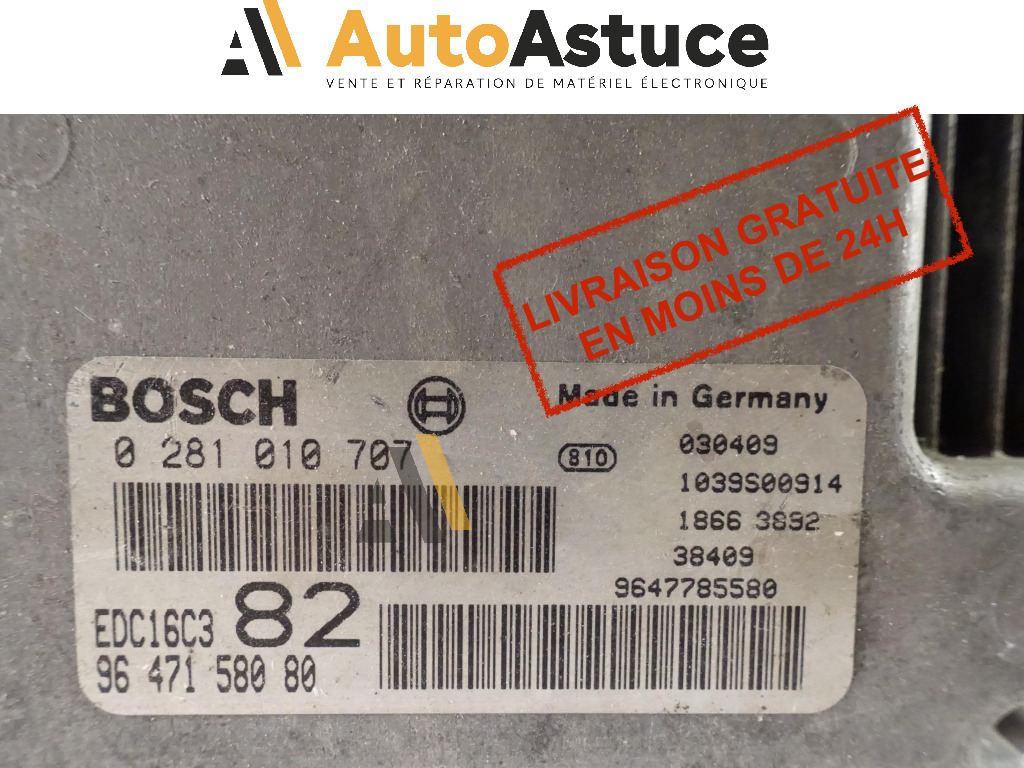 AutoAstuce
VENTE ET RÉPARATION DE MATÉRIEL ÉLECTRONIQUE
LIVRAISON GRATUITE
EN MOINS DE 24H
BOSCH
Made in Germany
0 281 010 707
810
030409
1039S00914
1866 3892
38409
9647785580
EDC16C3 82
96 471 580 80